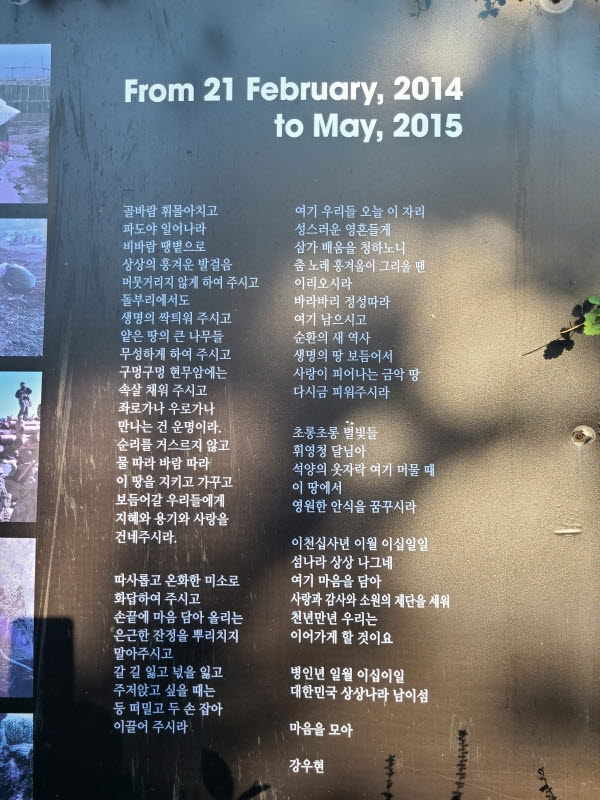 From 21 February, 2014
to May, 2015
골바람 휘몰아치고
파도야 일어나라
비바람 땡볕으로
상상의 흥겨운 발걸음
머뭇거리지 않게 하여 주시고
돌부리에서도
생명의 싹틔워 주시고
얕은 땅의 큰 나무들
무성하게 하여 주시고
구멍구멍 현무암에는
속살 채워 주시고
좌로가나 우로가나
만나는 건 운명이라.
순리를 거스르지 않고
물 따라 바람 따라
이 땅을 지키고 가꾸고
보듬어갈 우리들에게
지혜와 용기와 사랑을
건네주시라.
따사롭고 온화한 미소로
화답하여 주시고
손끝에 마음 담아 올리는
은근한 잔정을 뿌리치지
말아주시고
갈 길 잃고 넋을 잃고
주저앉고 싶을 때는
등 떠밀고 두 손 잡아
이끌어 주시라
여기 우리들 오늘 이 자리
성스러운 영혼들게
삼가 배움을 청하노니
춤 노래 흥겨움이 그리울 땐
이리오시라
바라바리 정성따라
여기 남으시고
순환의 새 역사
생명의 땅 보듬어서
사랑이 피어나는 금악 땅
다시금 피워주시라
초롱초롱 별빛들
휘영청 달님아
석양의 옷자락 여기 머물 때
이 땅에서
영원한 안식을 꿈꾸시라
이천십사년 이월 이십일일
섬나라 상상 나그네
여기 마음을 담아
사랑과 감사와 소원의 제단을 세워
천년만년 우리는
이어가게 할 것이요
병인년 일월 이십이일
대한민국 상상나라 남이섬
마음을 모아
강우현